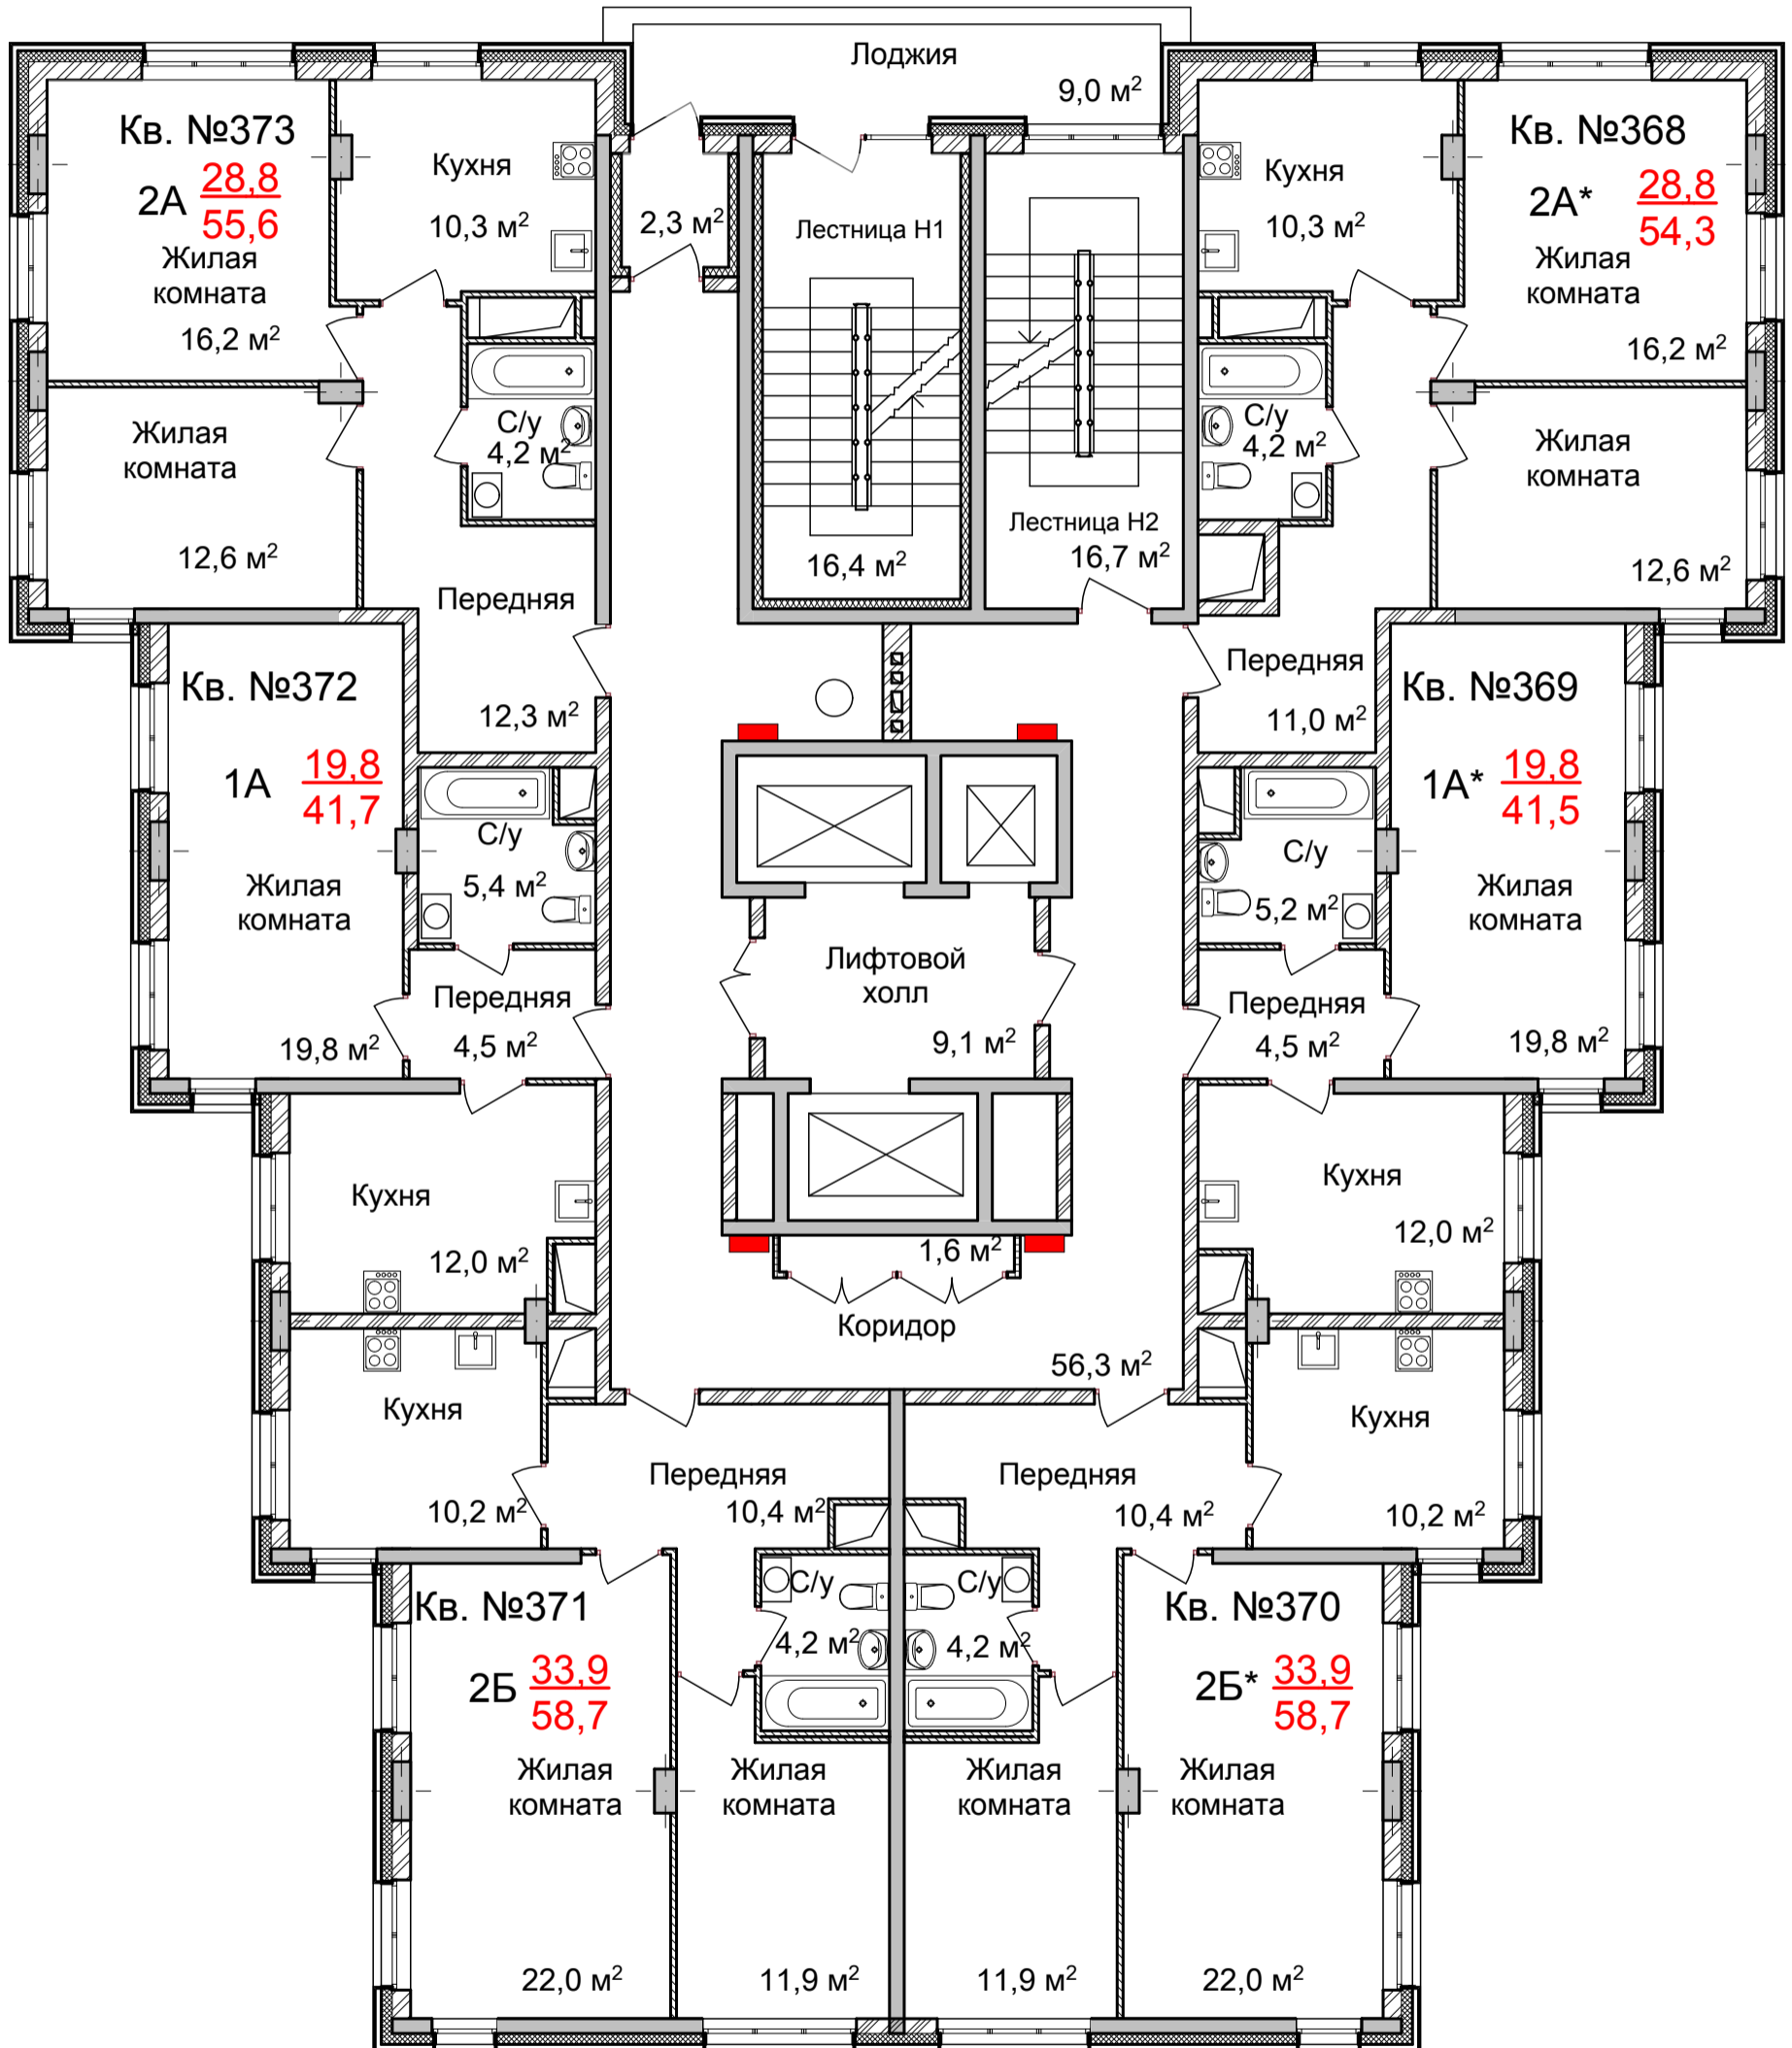 Лоджия
9,0 м²
Кв. №373
2А
28,8
55,6
Жилая
комната
16,2 м²
Кухня
10,3 м²
2,3 м²
Лестница Н1
16,4 м²
Лестница Н2
16,7 м²
Кухня
10,3 м²
Кв. №368
2А*
28,8
54,3
Жилая
комната
16,2 м²
Жилая
комната
12,6 м²
С/у
4,2 м²
Передняя
12,3 м²
С/у
4,2 м²
Жилая
комната
12,6 м²
Передняя
11,0 м²
Кв. №372
1А
19,8
41,7
Жилая
комната
19,8 м²
С/у
5,4 м²
Передняя
4,5 м²
Лифтовой
холл
9,1 м²
С/у
5,2 м²
Передняя
4,5 м²
Кв. №369
1А*
19,8
41,5
Жилая
комната
19,8 м²
Кухня
12,0 м²
1,6 м²
Коридор
56,3 м²
Кухня
12,0 м²
Кухня
10,2 м²
Передняя
10,4 м²
Передняя
10,4 м²
Кухня
10,2 м²
Кв. №371
2Б
33,9
58,7
Жилая
комната
22,0 м²
С/у
4,2 м²
Жилая
комната
11,9 м²
С/у
4,2 м²
Жилая
комната
11,9 м²
Кв. №370
2Б*
33,9
58,7
Жилая
комната
22,0 м²